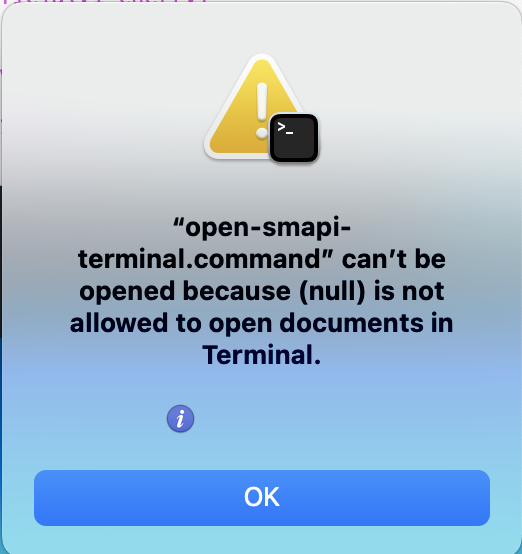 “open-smapi-
terminal.command” can’t be
opened because (null) is not
allowed to open documents in
Terminal.
OK